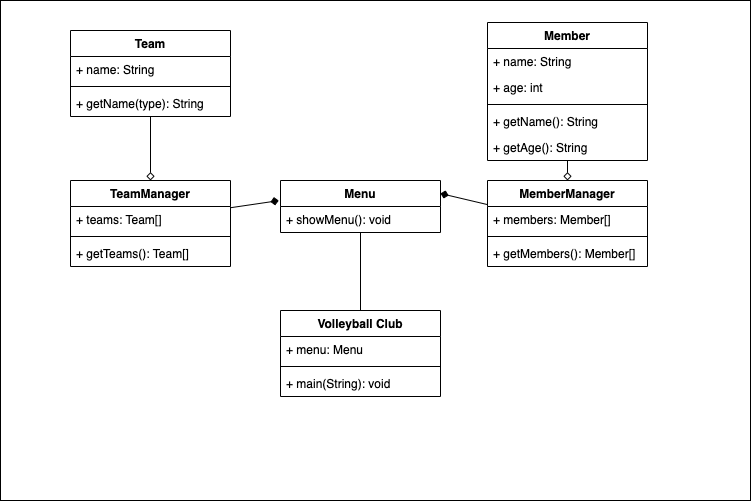 Team
+ name: String
+ getName(type): String
Member
+ name: String
+ age: int
+ getName(): String
+ getAge(): String
TeamManager
+ teams: Team[]
+ getTeams(): Team[]
Menu
+ showMenu(): void
MemberManager
+ members: Member[]
+ getMembers(): Member[]
Volleyball Club
+ menu: Menu
+ main(String): void